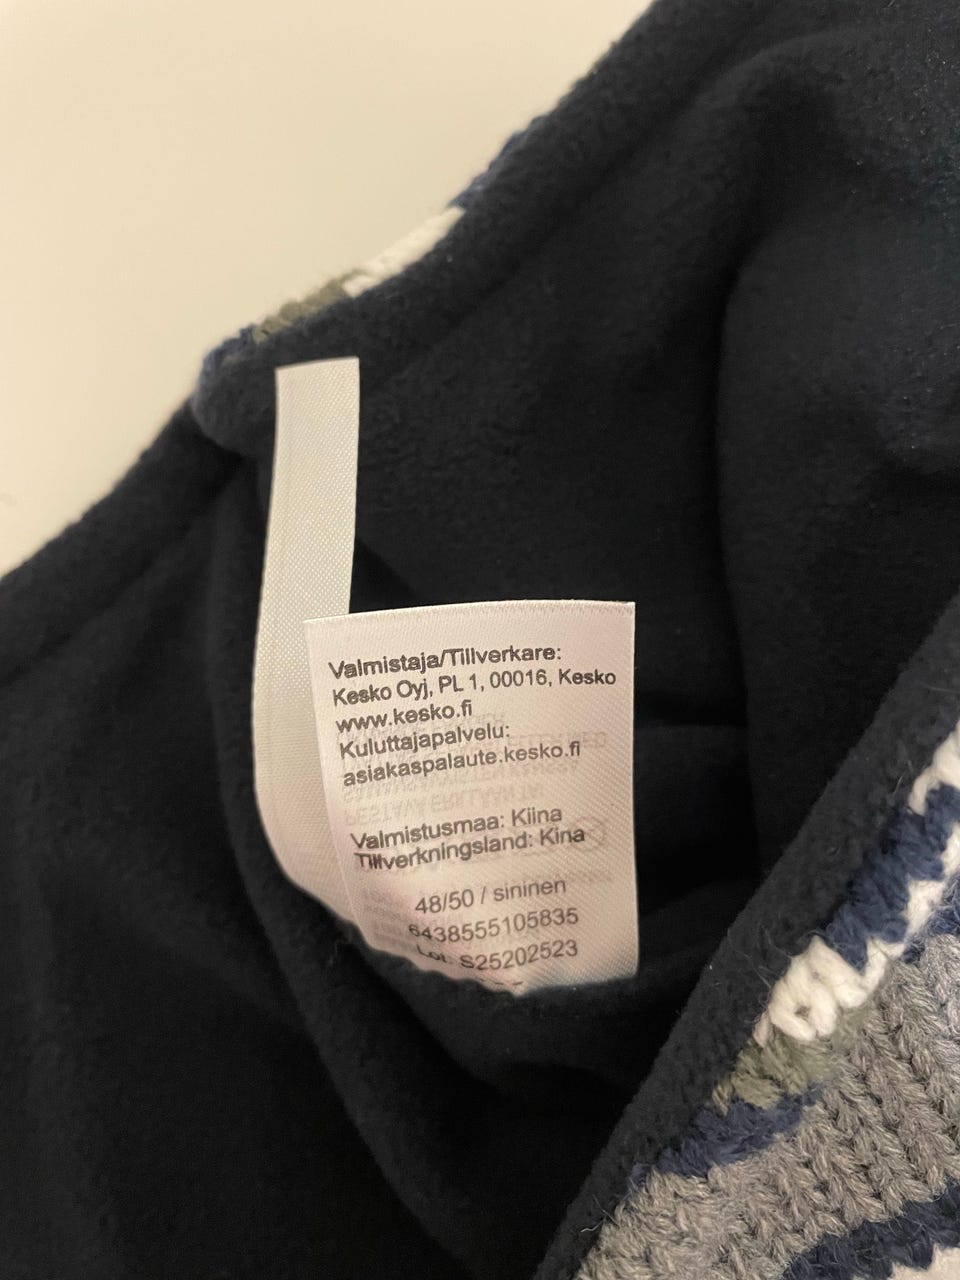 Valmistaja/Tillverkare:
Kesko Oyj, PL 1, 00016, Kesko
www.kesko.fi
Kuluttajapalvelu:
asiakaspalaute.kesko.fi
Valmistusmaa: Kiina
Tillverkningsland: Kina
48/50 / sininen
6438555105835
Lot: S25202523